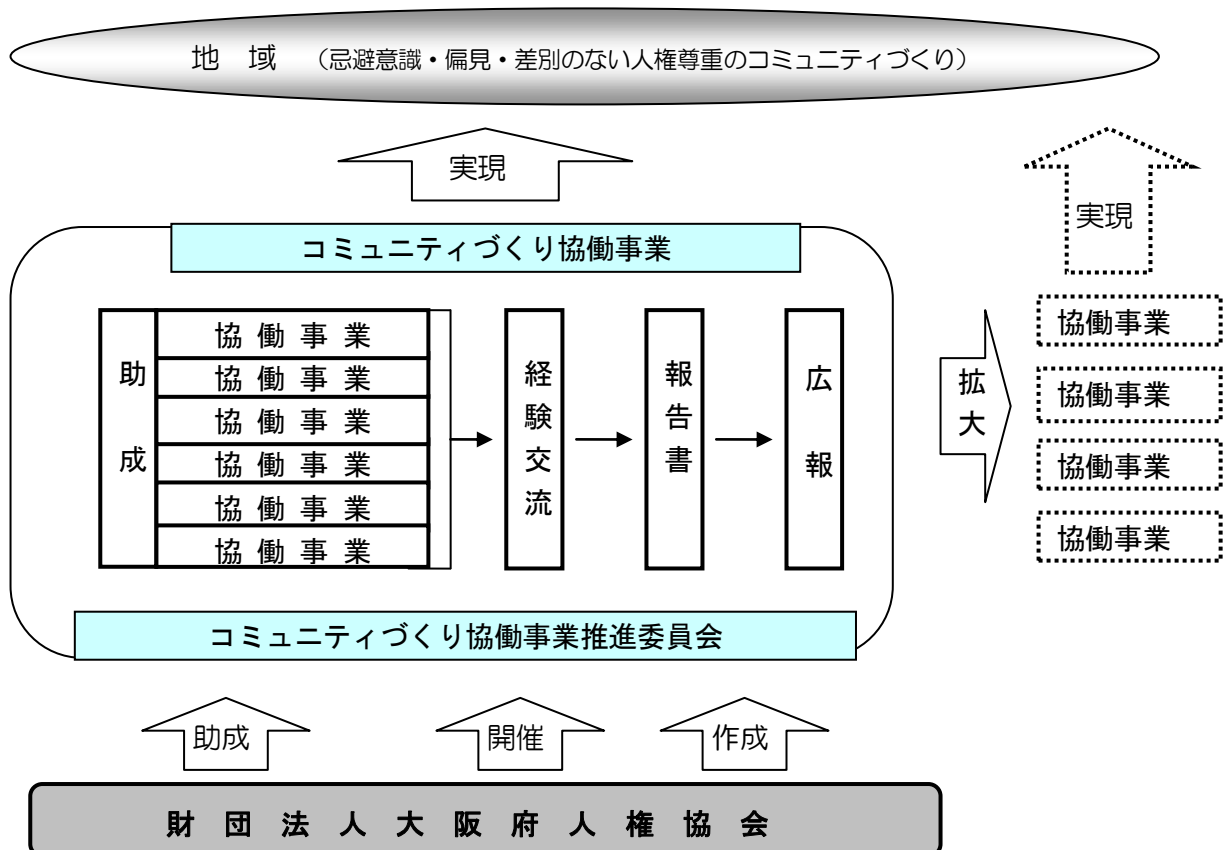 地 域 (忌避意識・偏見・差別のない人権尊重のコミュニティづくり)
実現
実現
コミュニティづくり協働事業
助成
協 働 事 業
協 働 事 業
協 働 事 業
協 働 事 業
協 働 事 業
協 働 事 業
経験交流
報告書
広報
拡大
協働事業
協働事業
協働事業
協働事業
コミュニティづくり協働事業推進委員会
助成
開催
作成
財 団 法 人 大 阪 府 人 権 協 会